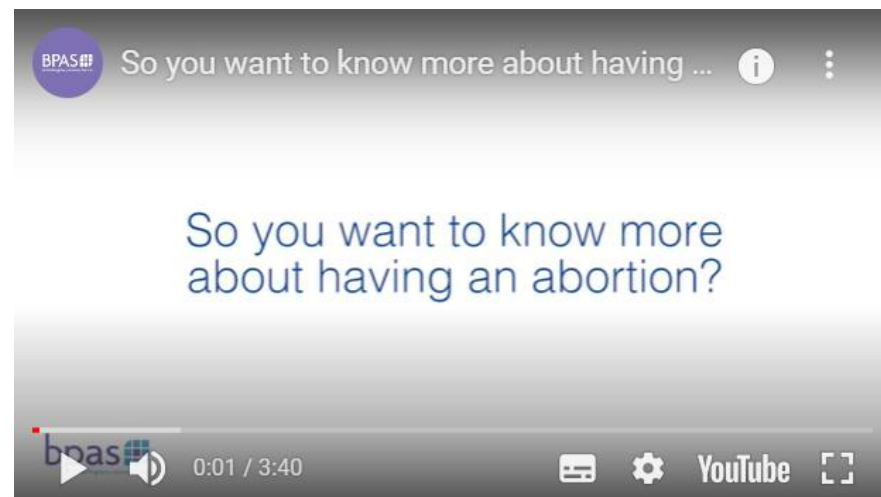 BPAS
So you want to know more about having ...
So you want to know more
about having an abortion?
bpas
0:01 / 3:40
YouTube